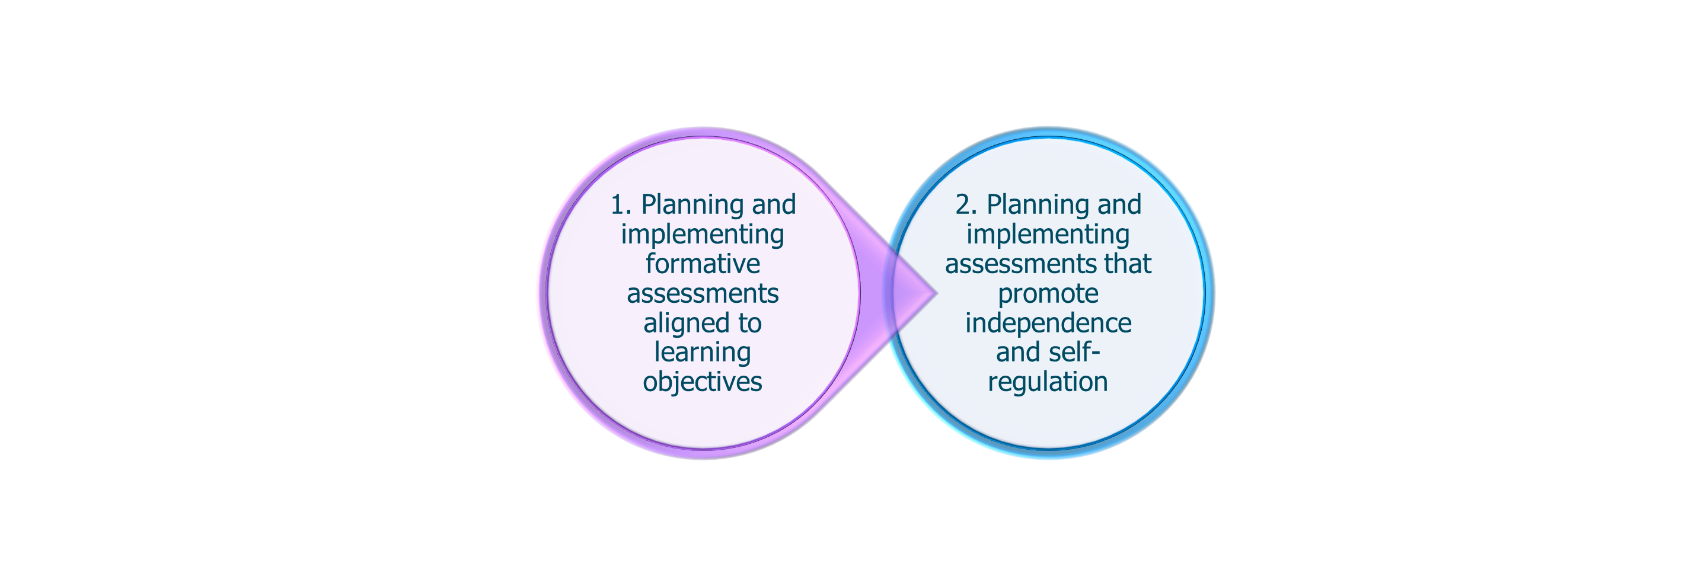 1. Planning and
implementing
formative
assessments
aligned to
learning
objectives
2. Planning and
implementing
assessments that
promote
independence
and self-
regulation